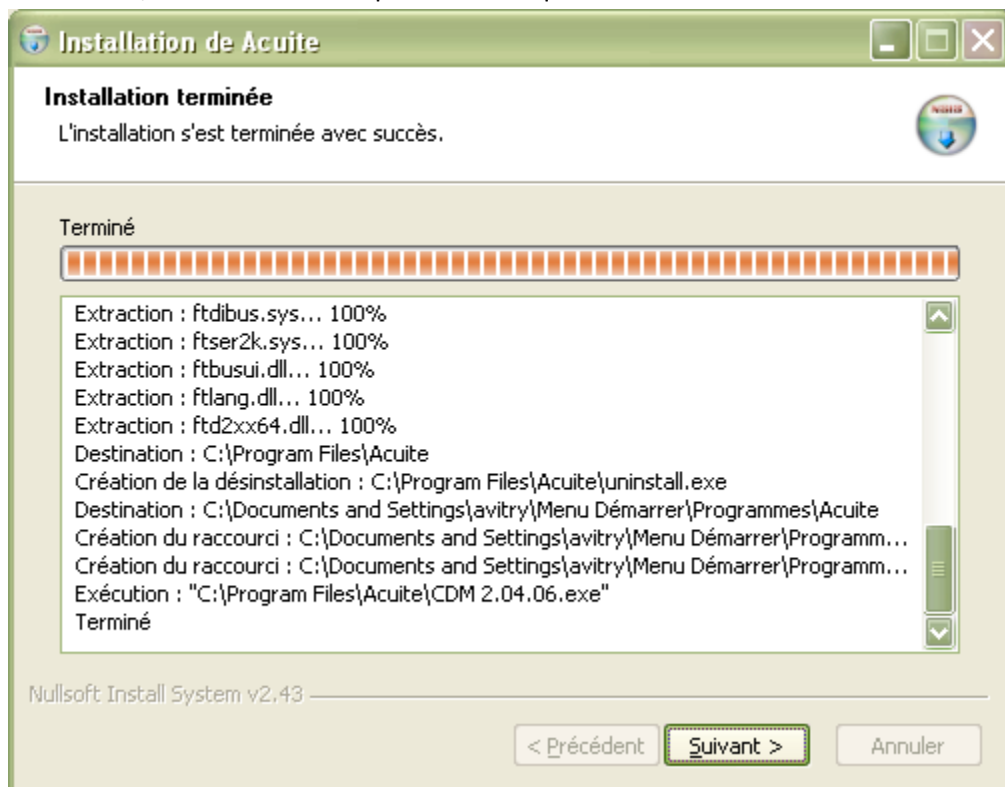 Installation de Acuite
Installation terminée
L'installation s'est terminée avec succès.
Terminé
Extraction : ftdibus.sys... 100%
Extraction : ftser2k.sys... 100%
Extraction : ftbusui.dll... 100%
Extraction : ftlang.dll... 100%
Extraction : ftd2xx64.dll... 100%
Destination : C:\Program Files\Acuite
Création de la désinstallation : C:\Program Files\Acuite\uninstall.exe
Destination : C:\Documents and Settings\avitry\Menu Démarrer\Programmes\Acuite
Création du raccourci : C:\Documents and Settings\avitry\Menu Démarrer\Programm...
Création du raccourci : C:\Documents and Settings\avitry\Menu Démarrer\Programm...
Exécution : "C:\Program Files\Acuite\CDM 2.04.06.exe"
Terminé
Nullsoft Install System v2.43
< Précédent Suivant > Annuler